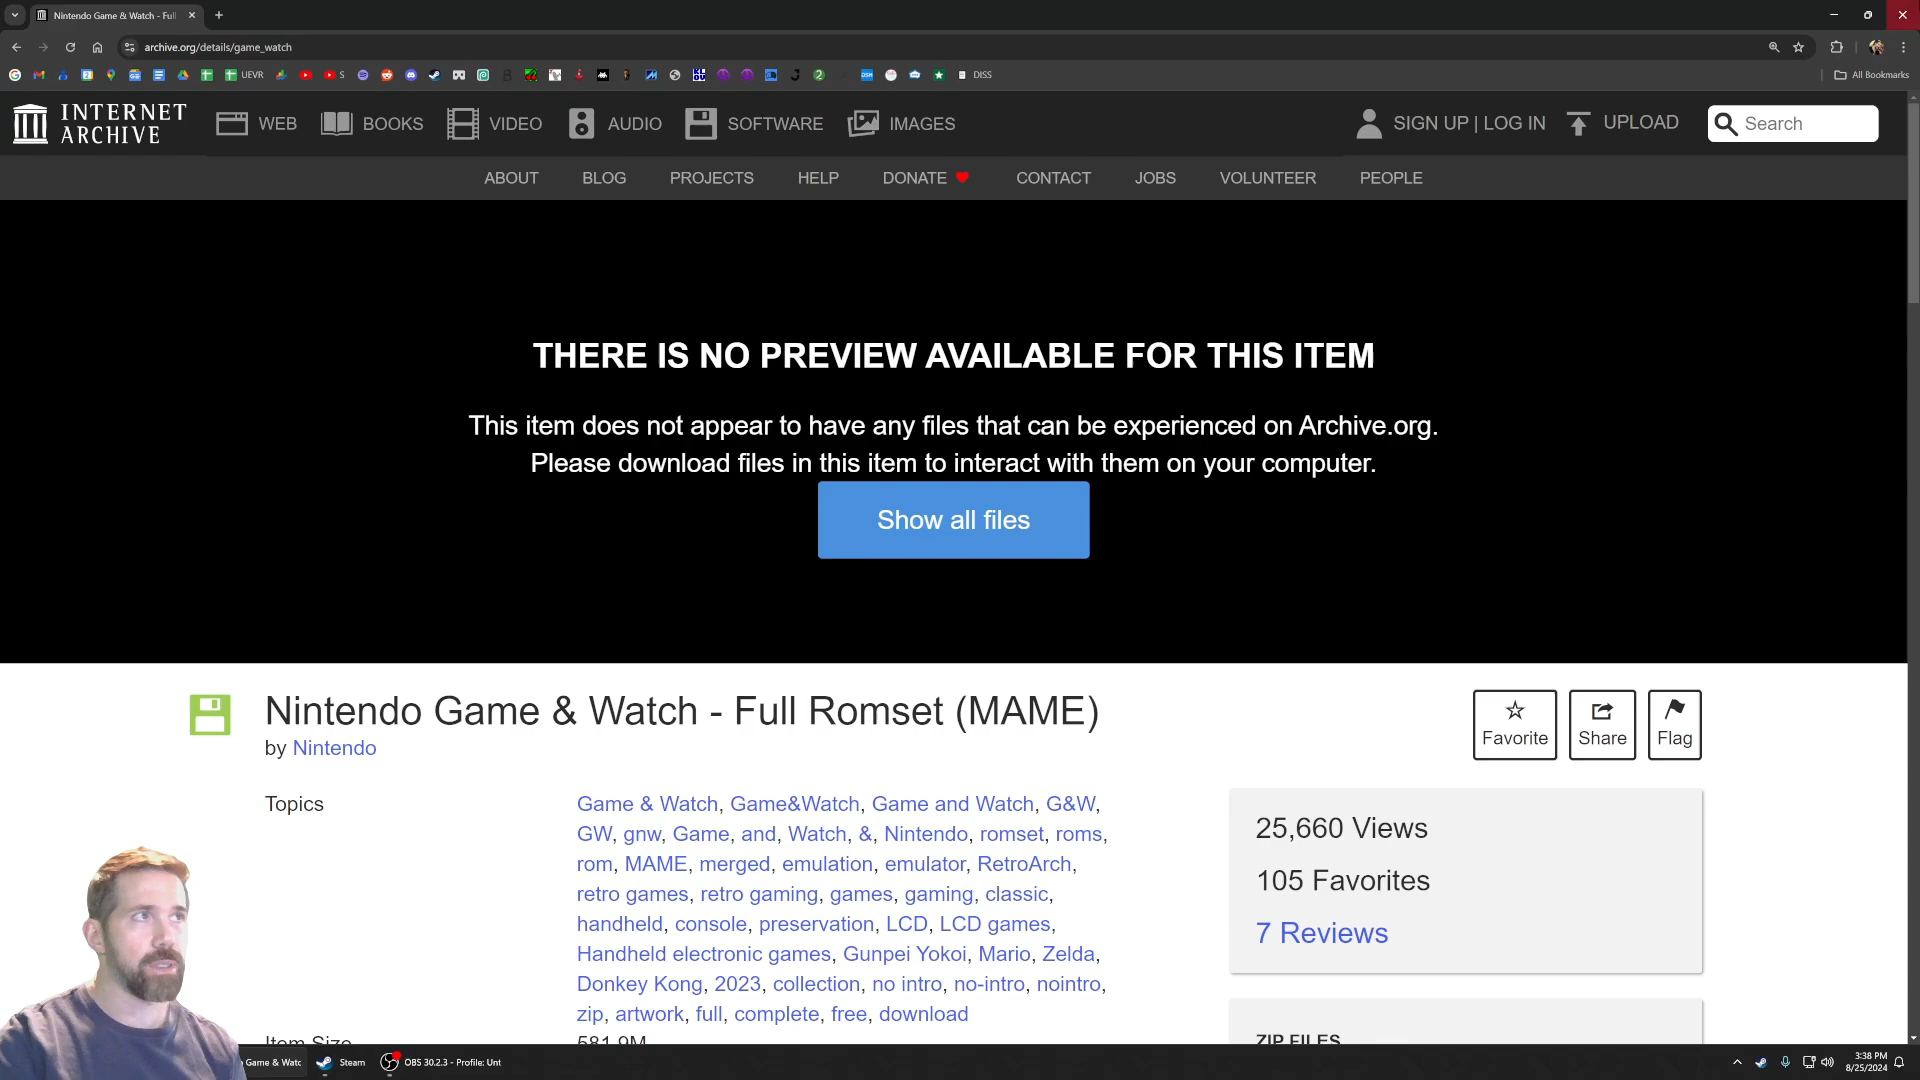 Nintendo Game & Watch - Full
archive.org/details/game_watch
UEVR
S
DISS
All Bookmarks
INTERNET
ARCHIVE
WEB
BOOKS
VIDEO
AUDIO
SOFTWARE
IMAGES
SIGN UP | LOG IN
UPLOAD
Search
ABOUT
BLOG
PROJECTS
HELP
DONATE
CONTACT
JOBS
VOLUNTEER
PEOPLE
THERE IS NO PREVIEW AVAILABLE FOR THIS ITEM
This item does not appear to have any files that can be experienced on Archive.org.
Please download files in this item to interact with them on your computer.
Show all files
Nintendo Game & Watch - Full Romset (MAME)
by Nintendo
Favorite
Share
Flag
Topics
Game & Watch, Game&Watch, Game and Watch, G&W,
GW, gnw, Game, and, Watch, &, Nintendo, romset, roms,
rom, MAME, merged, emulation, emulator, RetroArch,
retro games, retro gaming, games, gaming, classic,
handheld, console, preservation, LCD, LCD games,
Handheld electronic games, Gunpei Yokoi, Mario, Zelda,
Donkey Kong, 2023, collection, no intro, no-intro, nointro,
zip, artwork, full, complete, free, download
Item Size
581.9M
25,660 Views
105 Favorites
7 Reviews
ZIP FILES
Game & Watc
Steam
OBS 30.2.3 - Profile: Unt
3:38 PM
8/25/2024